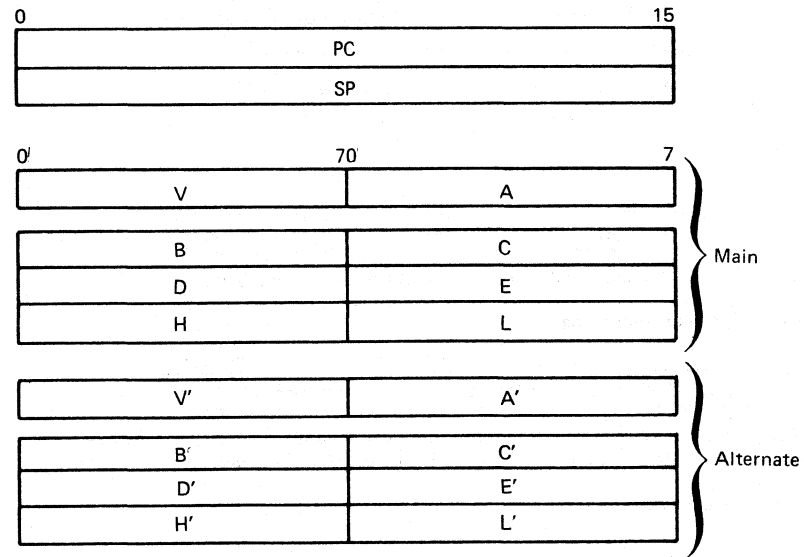 0 15
PC
SP
0 70 7
V A
B C
D E
H L
Main
V′ A′
B′ C′
D′ E′
H′ L′
Alternate